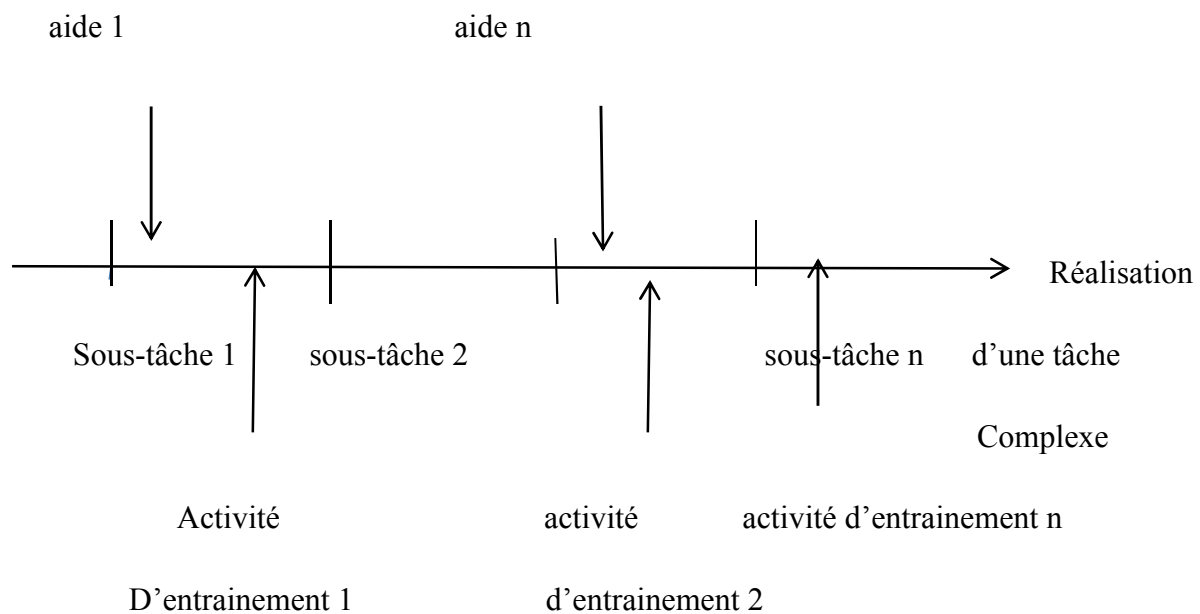 aide 1 aide n
Réalisation
Sous-tâche 1 sous-tâche 2 sous-tâche n d’une tâche
Complexe
Activité activité activité d’entrainement n
D’entrainement 1 d’entrainement 2